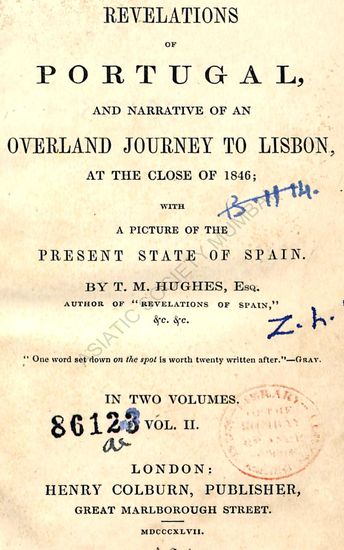 REVELATIONS
OF
PORTUGAL,
AND NARRATIVE OF AN
OVERLAND JOURNEY TO LISBON,
AT THE CLOSE OF 1846;
WITH
A PICTURE OF THE
PRESENT STATE OF SPAIN.
BY T. M. HUGHES, ESQ.
AUTHOR OF "REVELATIONS OF SPAIN,"
&c. &c.
"One word set down on the spot is worth twenty written after."—GRAY.
IN TWO VOLUMES.
86123
VOL. II.
LONDON:
HENRY COLBURN, PUBLISHER,
GREAT MARLBOROUGH STREET.
MDCCCXLVII.